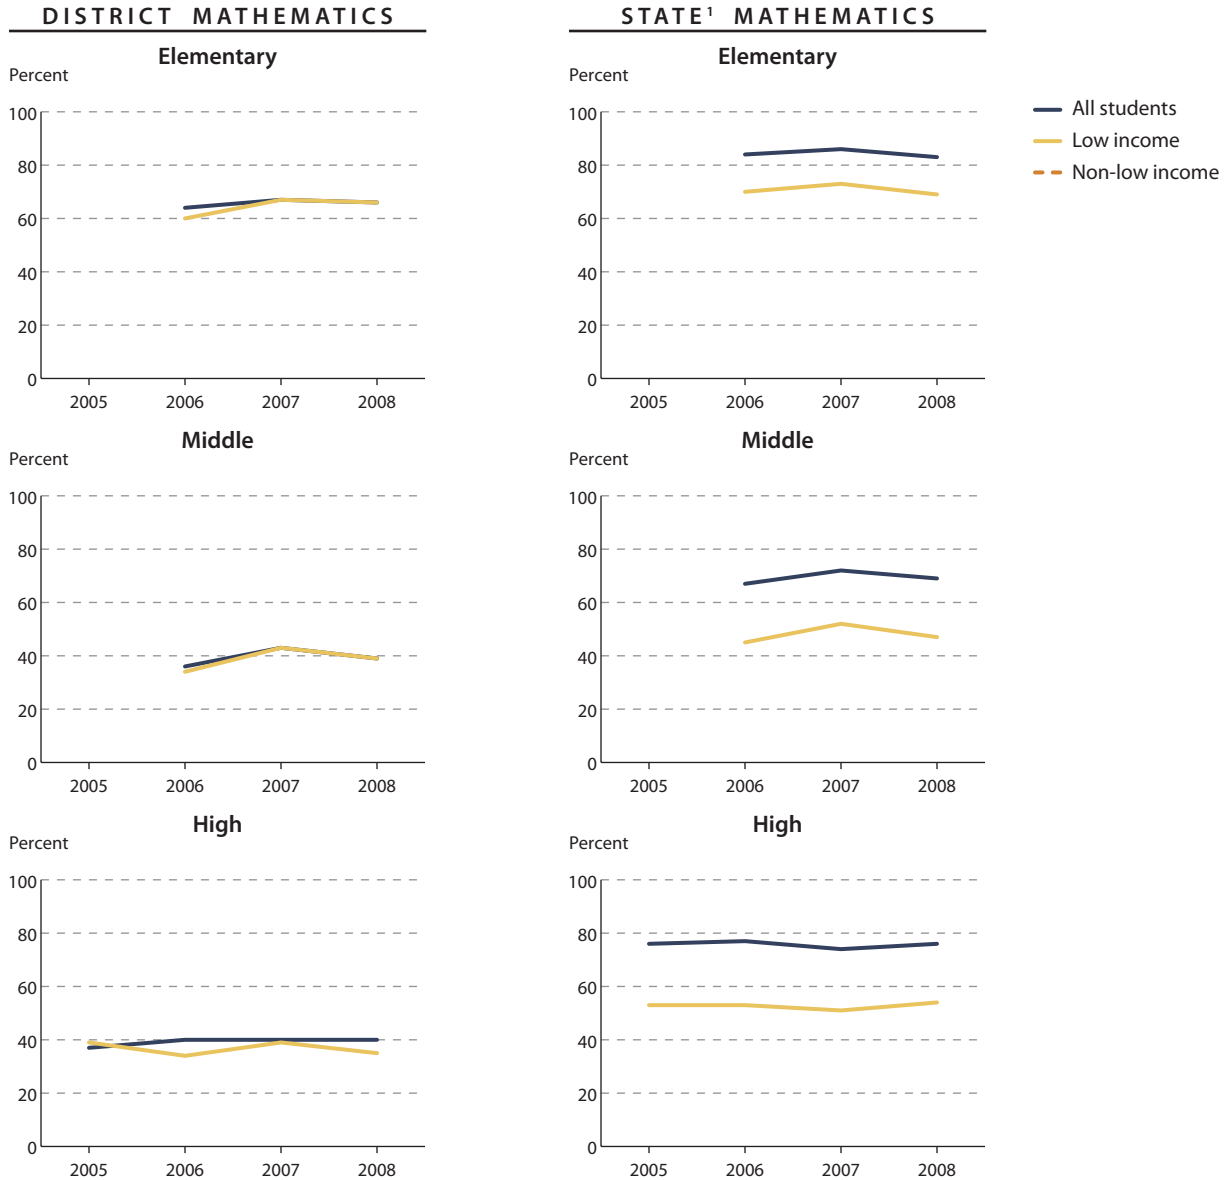 DISTRICT MATHEMATICS
Elementary
Percent
100
80
60
40
20
0
2005 2006 2007 2008
Middle
Percent
100
80
60
40
20
0
2005 2006 2007 2008
High
Percent
100
80
60
40
20
0
2005 2006 2007 2008
STATE¹ MATHEMATICS
Elementary
Percent
100
80
60
40
20
0
2005 2006 2007 2008
Middle
Percent
100
80
60
40
20
0
2005 2006 2007 2008
High
Percent
100
80
60
40
20
0
2005 2006 2007 2008
All students
Low income
Non-low income